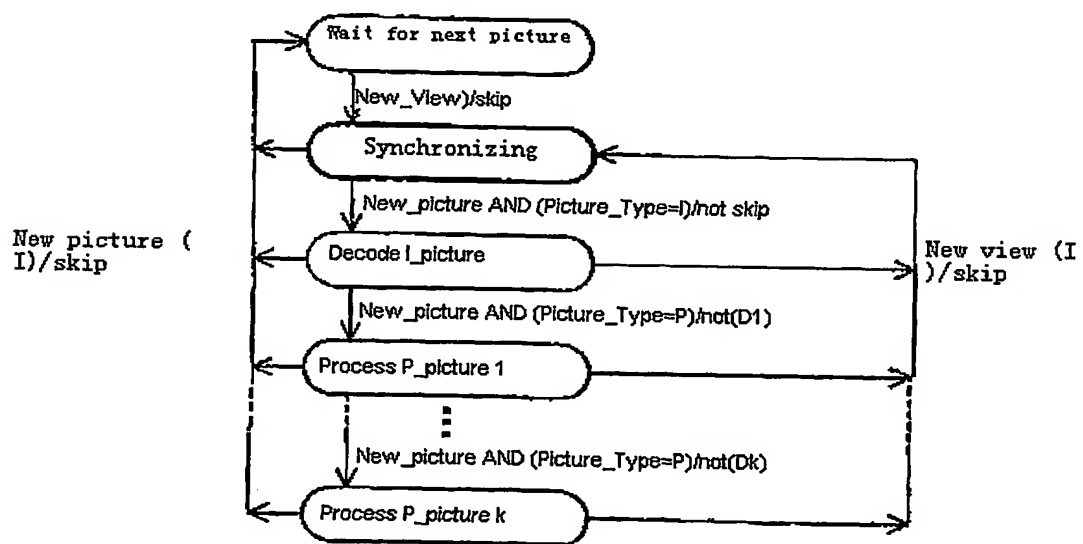 Wait for next picture
New_View)/skip
Synchronizing
New_picture AND (Picture_Type=I)/not skip
New picture (
I)/skip
Decode I_picture
New view (I
)/skip
New_picture AND (Picture_Type=P)/not(D1)
Process P_picture 1
New_picture AND (Picture_Type=P)/not(Dk)
Process P_picture k